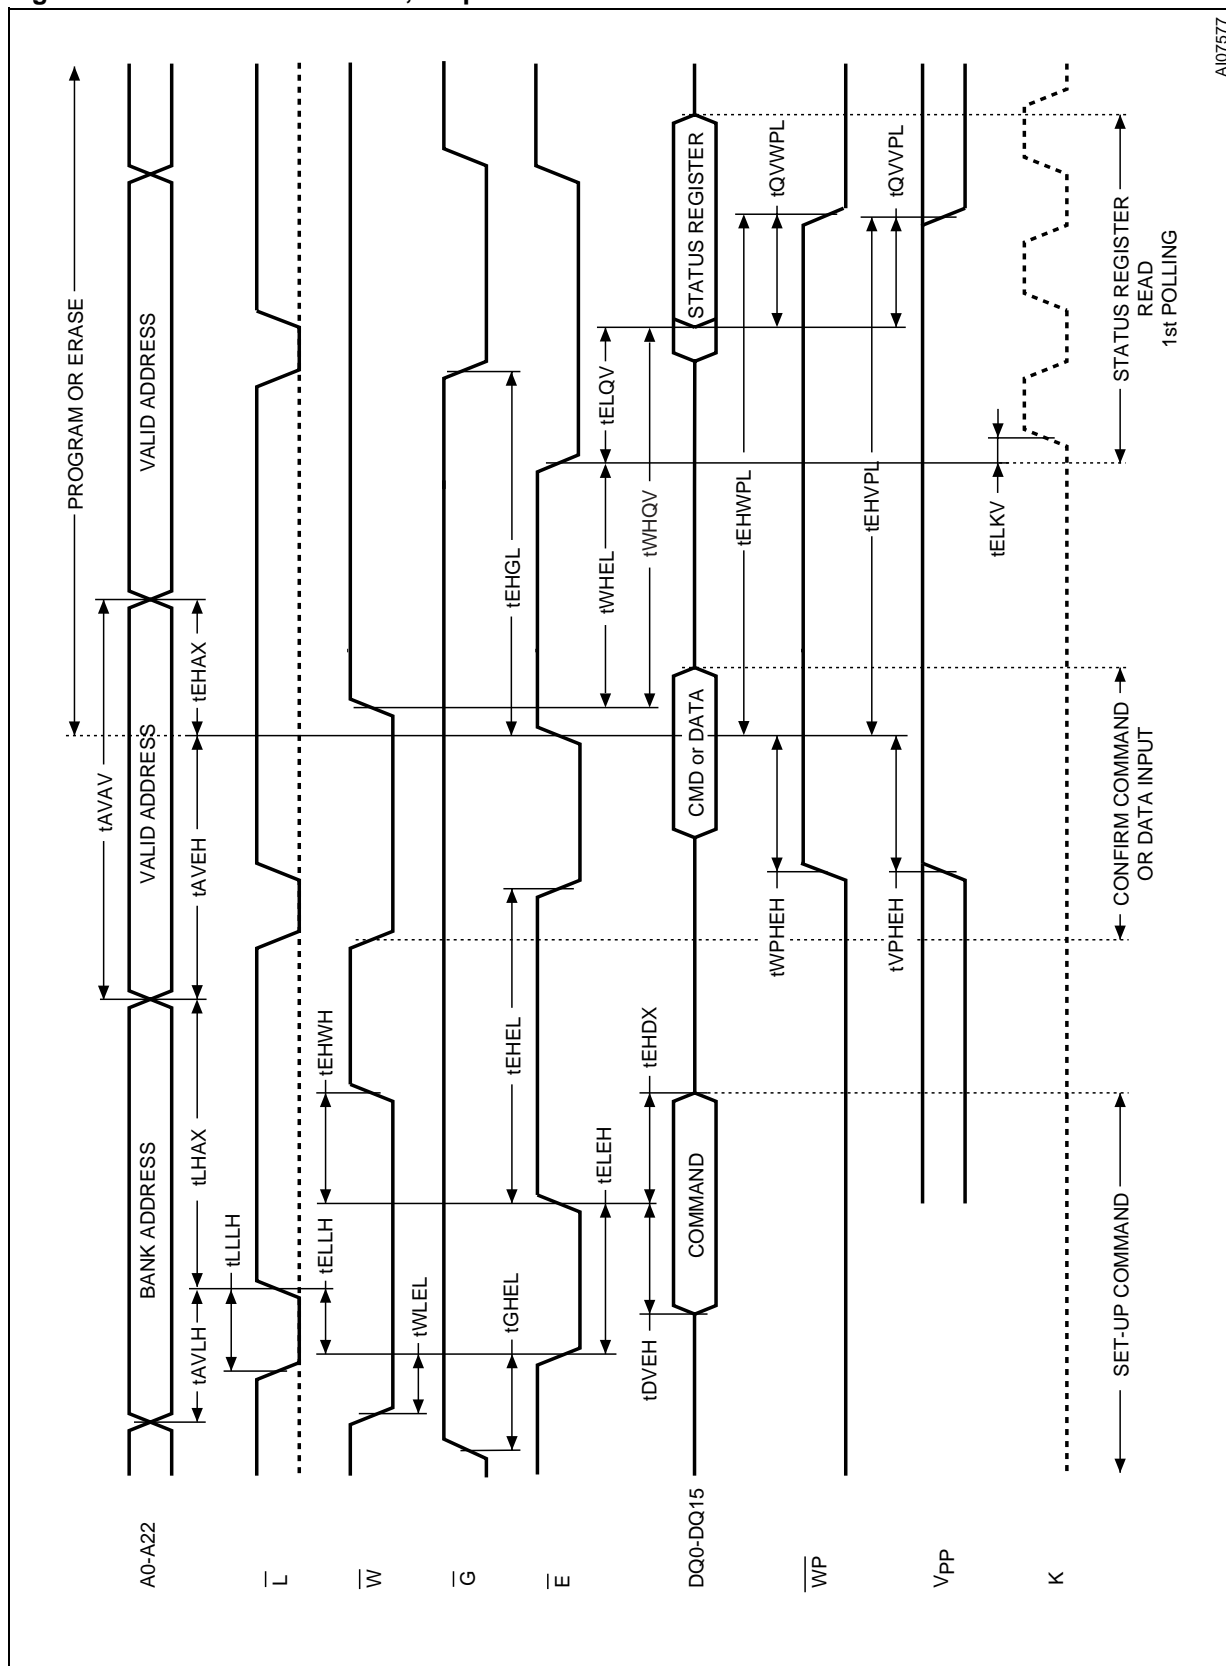 AI07577
PROGRAM OR ERASE
A0-A22
BANK ADDRESS
VALID ADDRESS
VALID ADDRESS
tAVAV
tAVLH
tLHAX
tAVEH
tEHAX
tLLLH
L
tELLH
tEHWH
W
tWLEL
G
tGHEL
tEHEL
tEHGL
E
tELEH
tWHEL
tELQV
tDVEH
tEHDX
tWHQV
DQ0-DQ15
COMMAND
CMD or DATA
STATUS REGISTER
tEHWPL
tWPHEH
tQVWPL
WP
tEHVPL
tVPHEH
tQVVPL
VPP
tELKV
K
SET-UP COMMAND
CONFIRM COMMAND
OR DATA INPUT
STATUS REGISTER
READ
1st POLLING